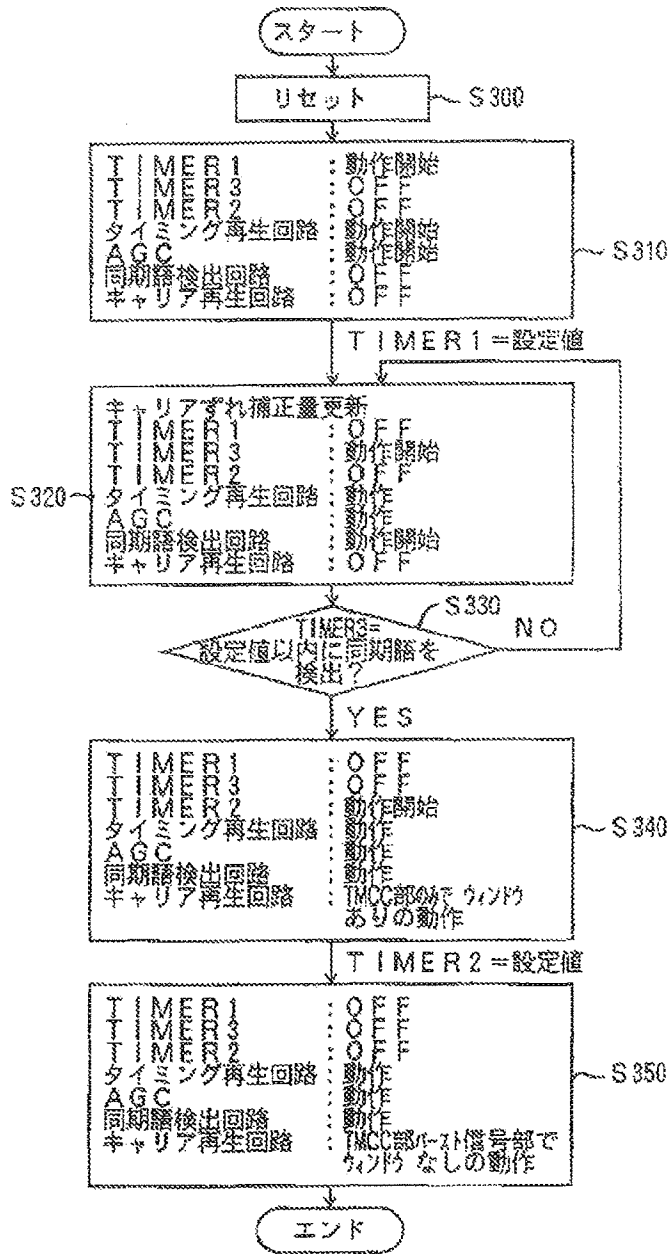 スタート
リセット
S300
TIMER1 : 動作開始
TIMER3 : OFF
TIMER2 : OFF
タイミング再生回路 : 動作開始
AGC : 動作開始
同期語検出回路 : OFF
キャリア再生回路 : OFF
S310
TIMER1=設定値
キャリアずれ補正量更新
TIMER1 : OFF
TIMER3 : 動作開始
TIMER2 : OFF
タイミング再生回路 : 動作
AGC : 動作
同期語検出回路 : 動作開始
キャリア再生回路 : OFF
S320
S330
TIMER3=
設定値以内に同期語を
検出?
NO
YES
TIMER1 : OFF
TIMER3 : OFF
TIMER2 : 動作開始
タイミング再生回路 : 動作
AGC : 動作
同期語検出回路 : 動作
キャリア再生回路 : TMCC部のみで ウィンドウ
ありの動作
S340
TIMER2=設定値
TIMER1 : OFF
TIMER3 : OFF
TIMER2 : OFF
タイミング再生回路 : 動作
AGC : 動作
同期語検出回路 : 動作
キャリア再生回路 : TMCC部バースト信号部で
ウィンドウ なしの動作
S350
エンド